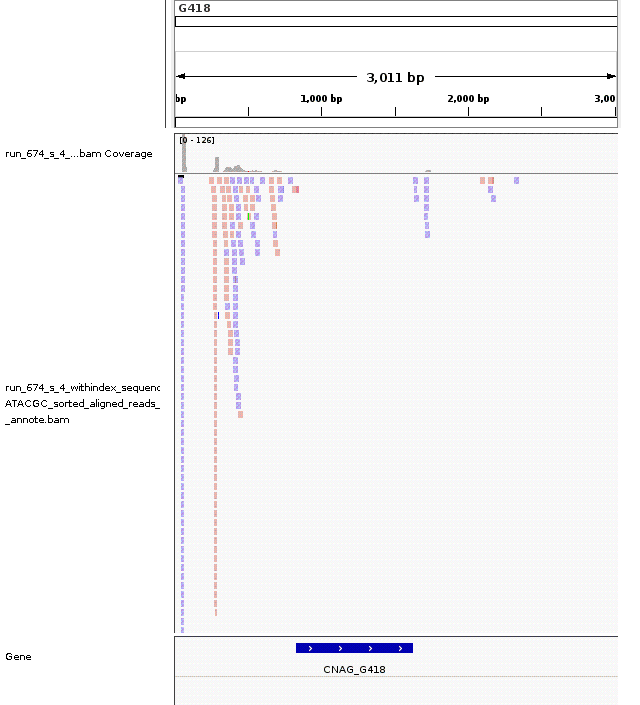 G418
3,011 bp
bp 1,000 bp 2,000 bp 3,00
[0 - 126]
run_674_s_4_...bam Coverage
run_674_s_4_withindex_sequenc
ATACGC_sorted_aligned_reads_
_annote.bam
Gene
CNAG_G418